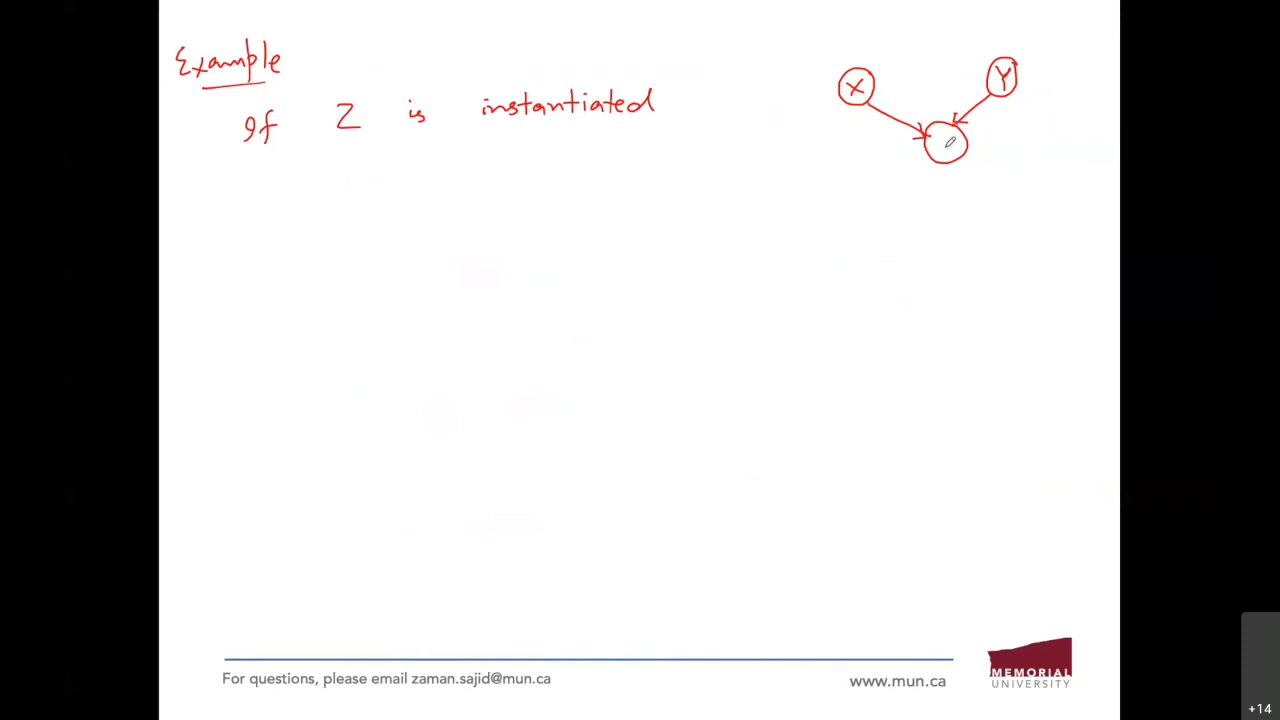 Example
If Z is instantiated
X
Y
For questions, please email zaman.sajid@mun.ca
www.mun.ca
MEMORIAL
UNIVERSITY
+14